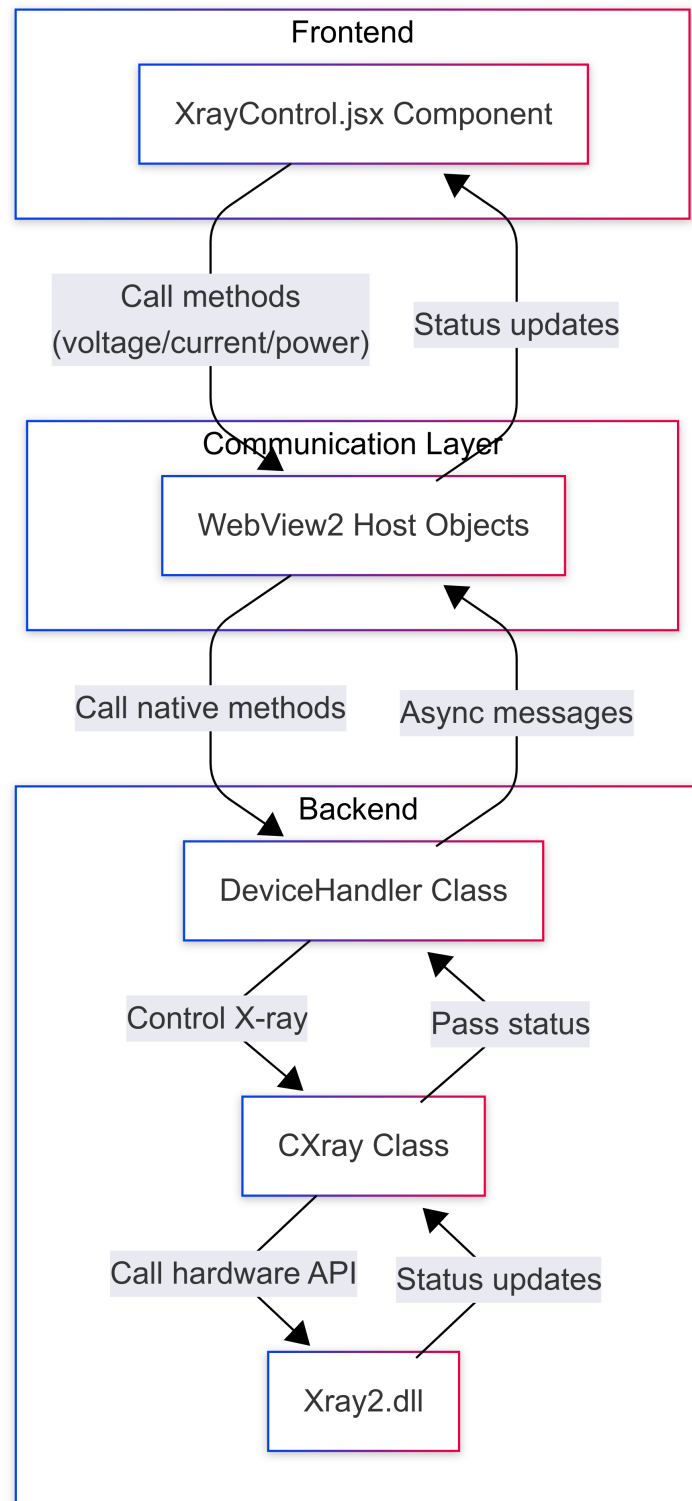 Frontend
XrayControl.jsx Component
Call methods
(voltage/current/power)
Status updates
Communication Layer
WebView2 Host Objects
Call native methods
Async messages
Backend
DeviceHandler Class
Control X-ray
Pass status
CXray Class
Call hardware API
Status updates
Xray2.dll